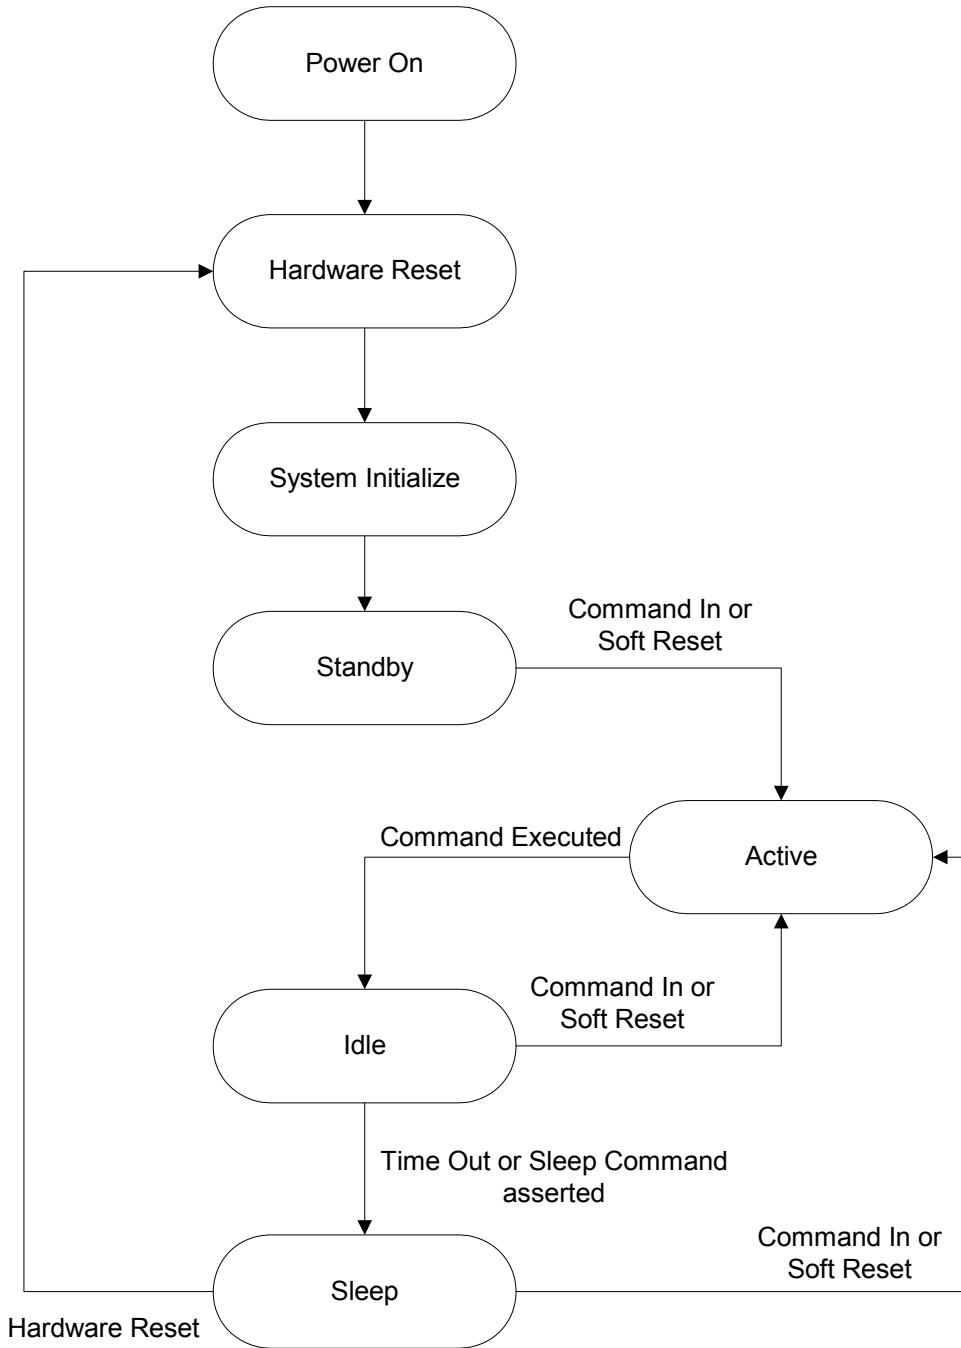 Power On
Hardware Reset
System Initialize
Standby
Command In or
Soft Reset
Active
Command Executed
Idle
Command In or
Soft Reset
Time Out or Sleep Command
asserted
Sleep
Command In or
Soft Reset
Hardware Reset